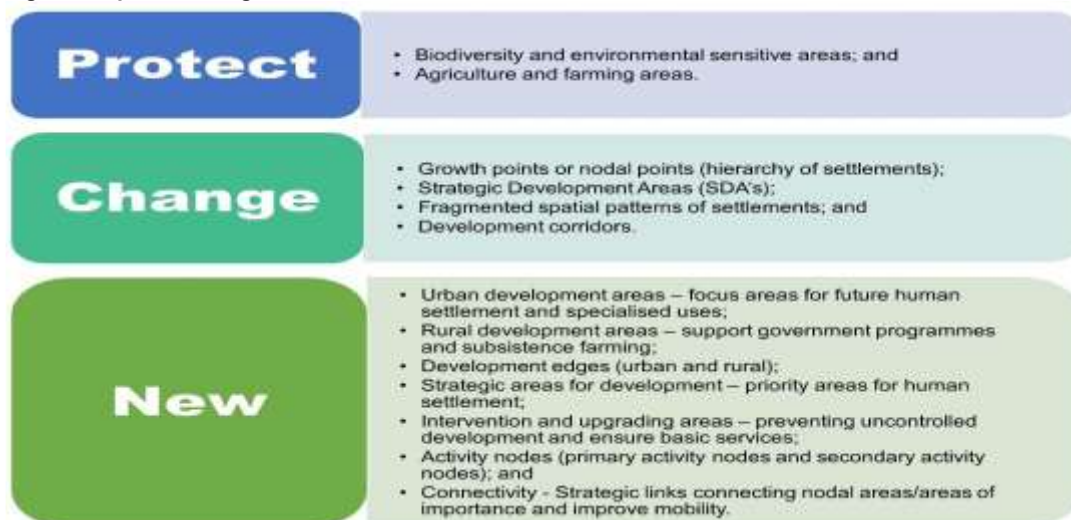 Protect
• Biodiversity and environmental sensitive areas; and
• Agriculture and farming areas.
Change
• Growth points or nodal points (hierarchy of settlements);
• Strategic Development Areas (SDA's);
• Fragmented spatial patterns of settlements; and
• Development corridors.
New
• Urban development areas – focus areas for future human
settlement and specialised uses;
• Rural development areas – support government programmes
and subsistence farming;
• Development edges (urban and rural);
• Strategic areas for development – priority areas for human
settlement;
• Intervention and upgrading areas – preventing uncontrolled
development and ensure basic services;
• Activity nodes (primary activity nodes and secondary activity
nodes); and
• Connectivity - Strategic links connecting nodal areas/areas of
importance and improve mobility.